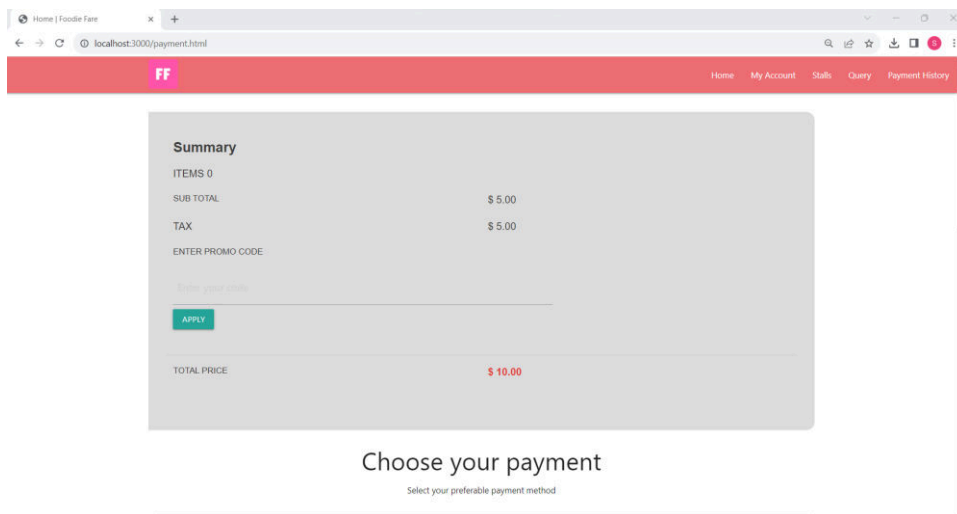 Home | Foodie Fare
localhost:3000/payment.html
S
FF
Home My Account Stalls Query Payment History
Summary
ITEMS 0
SUB TOTAL $ 5.00
TAX $ 5.00
ENTER PROMO CODE
Enter your code
APPLY
TOTAL PRICE $ 10.00
Choose your payment
Select your preferable payment method